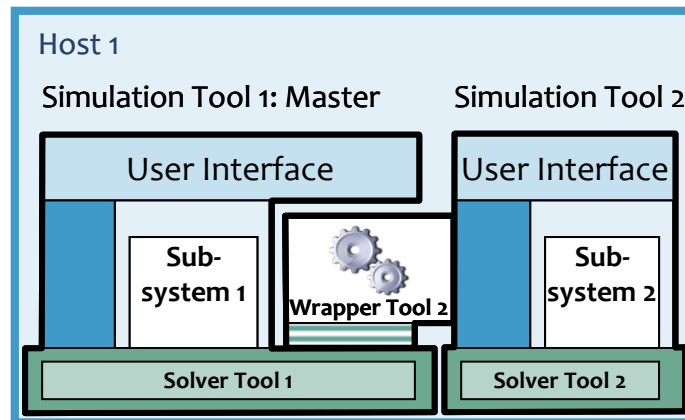 Host 1
Simulation Tool 1: Master
Simulation Tool 2
User Interface
User Interface
Sub-
system 1
Wrapper Tool 2
Sub-
system 2
Solver Tool 1
Solver Tool 2